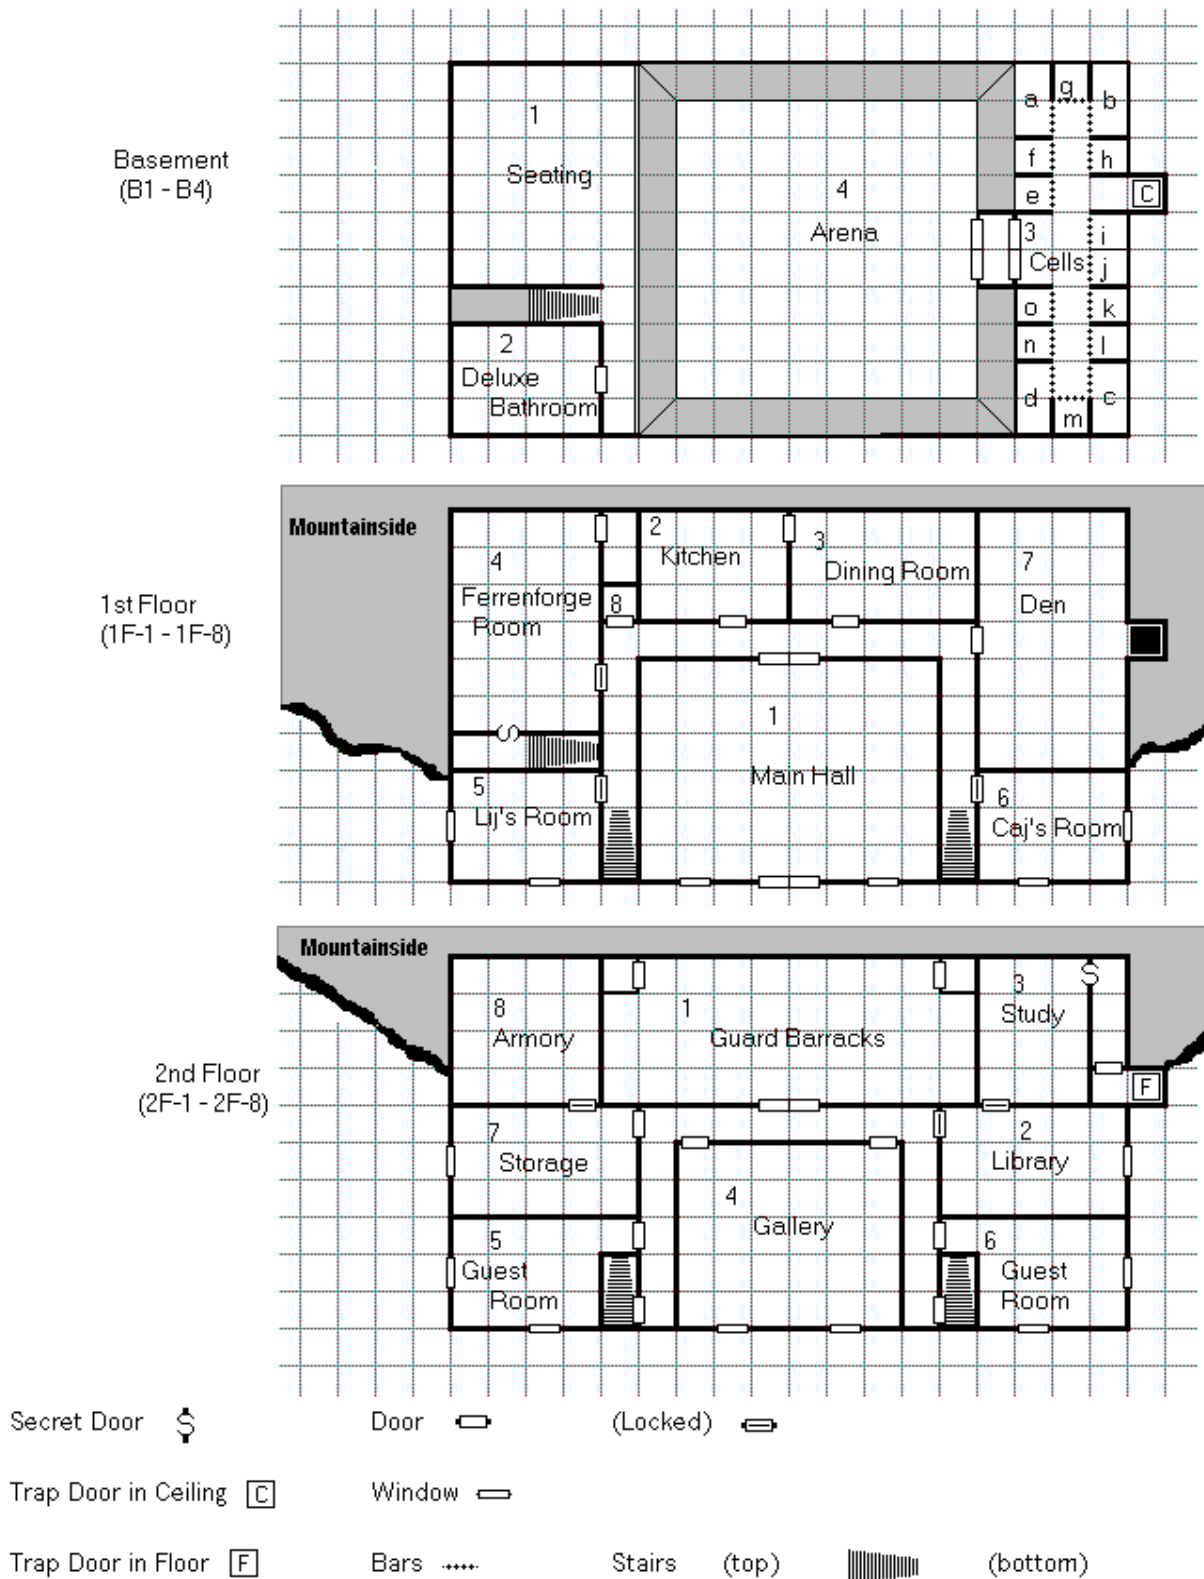 a g b
1
Basement
(B1 - B4)
f h
Seating
4
e C
Arena
3 i
Cells j
o k
2
n l
Deluxe
Bathroom
d c
m
Mountainside
2
Kitchen
3
Dining Room
4
7
1st Floor
(1F-1 - 1F-8)
Ferrenforge
Room
8
Den
S
1
Main Hall
5
Lij's Room
6
Caj's Room
Mountainside
S
8
Armory
1
Guard Barracks
3
Study
2nd Floor
(2F-1 - 2F-8)
F
7
Storage
2
Library
4
Gallery
5
Guest
Room
6
Guest
Room
Secret Door S Door (Locked)
Trap Door in Ceiling C Window
Trap Door in Floor F Bars Stairs (top) (bottom)